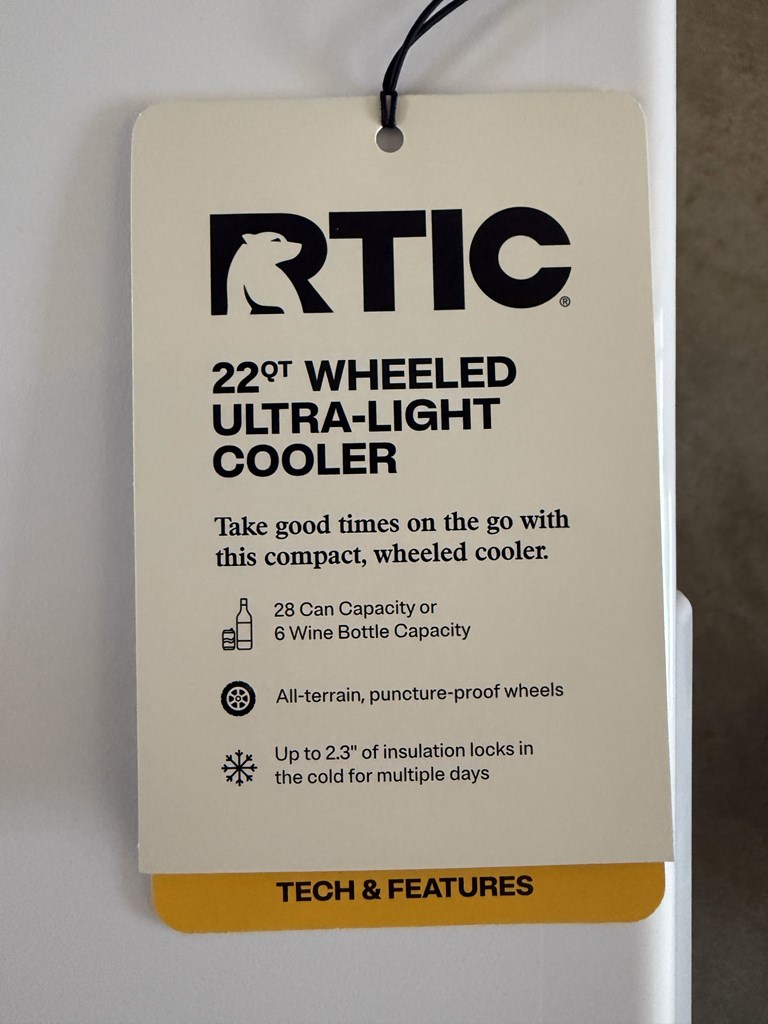 RTIC®
22QT WHEELED
ULTRA-LIGHT
COOLER
Take good times on the go with
this compact, wheeled cooler.
28 Can Capacity or
6 Wine Bottle Capacity
All-terrain, puncture-proof wheels
Up to 2.3" of insulation locks in
the cold for multiple days
TECH & FEATURES